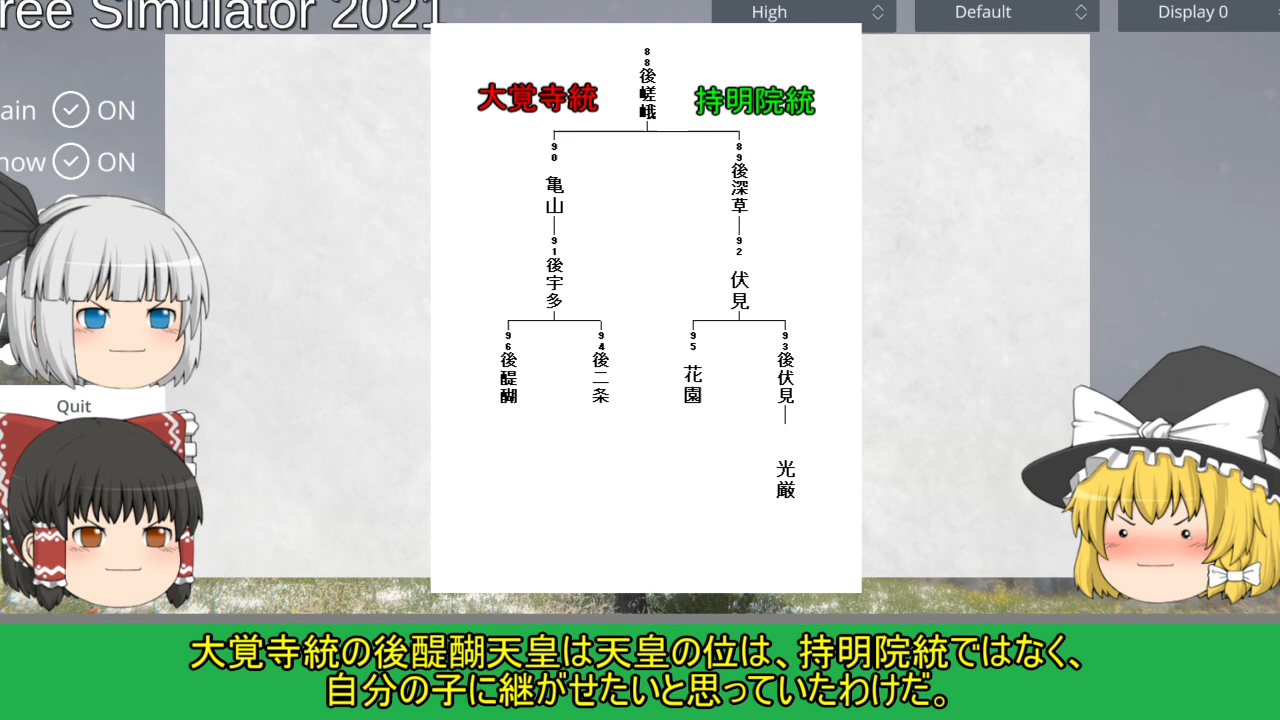 ree Simulator 2021
High
Default
Display 0
ain ON
now ON
Quit
大覚寺統
持明院統
88後嵯峨
90亀山
89後深草
91後宇多
92伏見
96後醍醐
94後二条
95花園
93後伏見
光厳
大覚寺統の後醍醐天皇は天皇の位は、持明院統ではなく、
自分の子に継がせたいと思っていたわけだ。